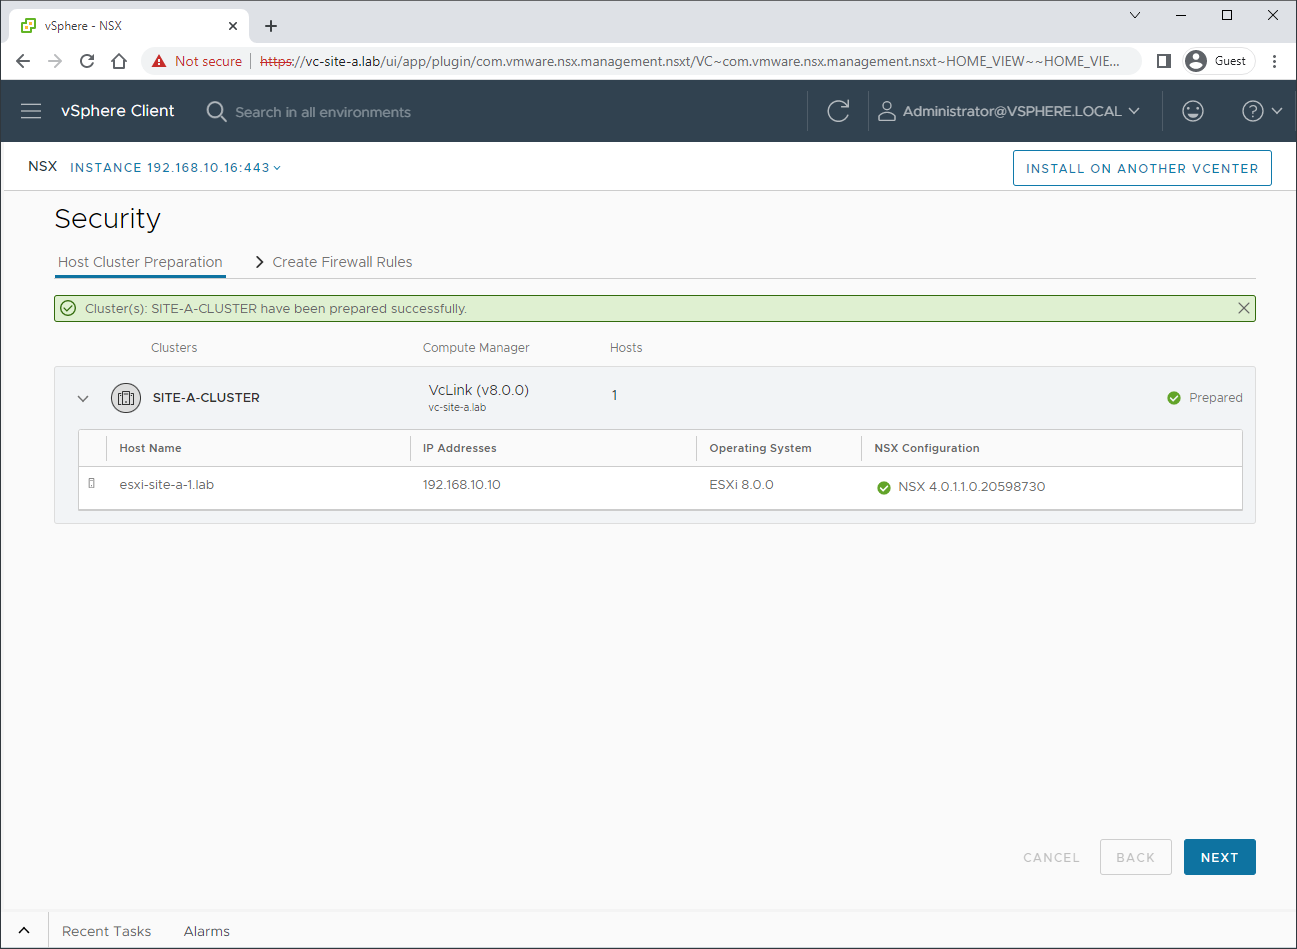 vSphere - NSX
Not secure https://vc-site-a.lab/ui/app/plugin/com.vmware.nsx.management.nsxt/VC~com.vmware.nsx.management.nsxt~HOME_VIEW~~HOME_VIE... Guest
vSphere Client Search in all environments Administrator@VSPHERE.LOCAL
NSX INSTANCE 192.168.10.16:443 INSTALL ON ANOTHER VCENTER
Security
Host Cluster Preparation Create Firewall Rules
Cluster(s): SITE-A-CLUSTER have been prepared successfully.
Clusters Compute Manager Hosts
SITE-A-CLUSTER VcLink (v8.0.0) 1 Prepared
vc-site-a.lab
Host Name IP Addresses Operating System NSX Configuration
esxi-site-a-1.lab 192.168.10.10 ESXi 8.0.0 NSX 4.0.1.1.0.20598730
CANCEL BACK NEXT
Recent Tasks Alarms